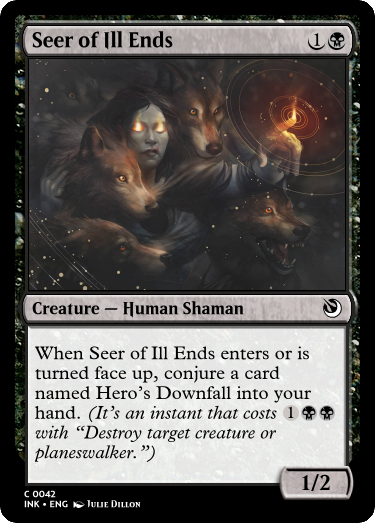 Seer of Ill Ends 1
Creature — Human Shaman
When Seer of Ill Ends enters or is
turned face up, conjure a card
named Hero's Downfall into your
hand. (It's an instant that costs 1
with “Destroy target creature or
planeswalker.”)
1/2
C 0042
INK • ENG JULIE DILLON